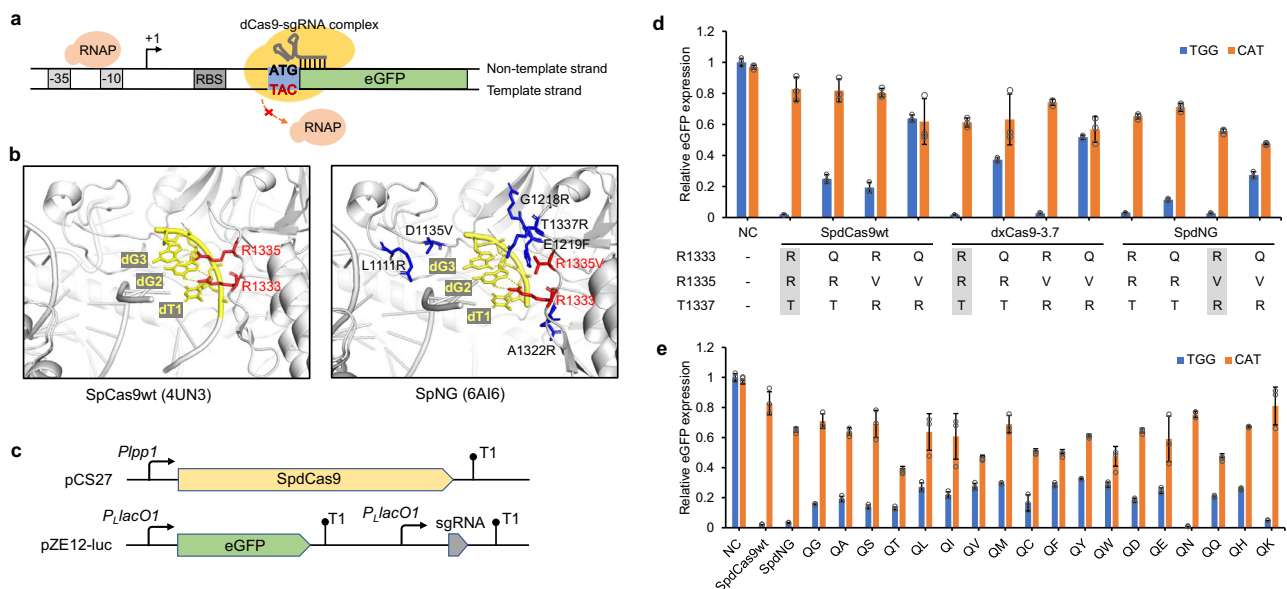 a
dCas9-sgRNA complex
RNAP
+1
-35
-10
RBS
ATG
TAC
eGFP
Non-template strand
Template strand
RNAP
b
R1335
R1333
dG3
dG2
dT1
SpCas9wt (4UN3)
G1218R
T1337R
D1135V
E1219F
L1111R
R1335V
dG3
dG2
R1333
dT1
A1322R
SpNG (6AI6)
c
Plpp1
T1
pCS27
SpdCas9
PLlacO1
T1
PLlacO1
sgRNA
T1
pZE12-luc
eGFP
d
Relative eGFP expression
1.2
1
0.8
0.6
0.4
0.2
0
TGG CAT
NC SpdCas9wt dxCas9-3.7 SpdNG
R1333 - R Q R Q R Q R Q R Q R Q
R1335 - R R V V R R V V R R V V
T1337 - T T R R T T R R T T R R
e
Relative eGFP expression
1.2
1
0.8
0.6
0.4
0.2
0
TGG CAT
NC SpdCas9wt SpdNG QG QA QS QT QL QI QV QM QC QF QY QW QD QE QN QQ QH QK